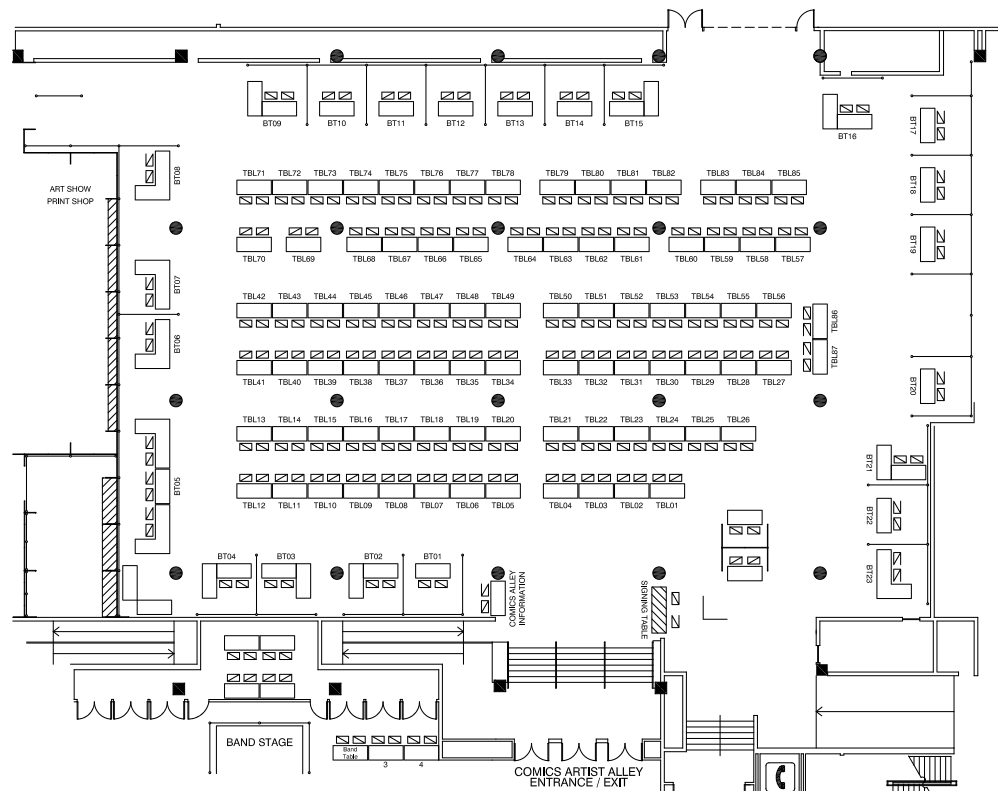 BT09 BT10 BT11 BT12 BT13 BT14 BT15
BT16
BT17
BT08
ART SHOW
PRINT SHOP
TBL71 TBL72 TBL73 TBL74 TBL75 TBL76 TBL77 TBL78 TBL79 TBL80 TBL81 TBL82 TBL83 TBL84 TBL85
BT18
BT19
TBL70 TBL69 TBL68 TBL67 TBL66 TBL65 TBL64 TBL63 TBL62 TBL61 TBL60 TBL59 TBL58 TBL57
BT07
TBL42 TBL43 TBL44 TBL45 TBL46 TBL47 TBL48 TBL49 TBL50 TBL51 TBL52 TBL53 TBL54 TBL55 TBL56
TBL86
BT06
TBL87
TBL41 TBL40 TBL39 TBL38 TBL37 TBL36 TBL35 TBL34 TBL33 TBL32 TBL31 TBL30 TBL29 TBL28 TBL27
BT20
TBL13 TBL14 TBL15 TBL16 TBL17 TBL18 TBL19 TBL20 TBL21 TBL22 TBL23 TBL24 TBL25 TBL26
BT21
BT05
TBL12 TBL11 TBL10 TBL09 TBL08 TBL07 TBL06 TBL05 TBL04 TBL03 TBL02 TBL01
BT22
BT04 BT03 BT02 BT01
BT23
COMICS ALLEY
INFORMATION
SIGNING TABLE
BAND STAGE
Band
Table
3 4
COMICS ARTIST ALLEY
ENTRANCE / EXIT